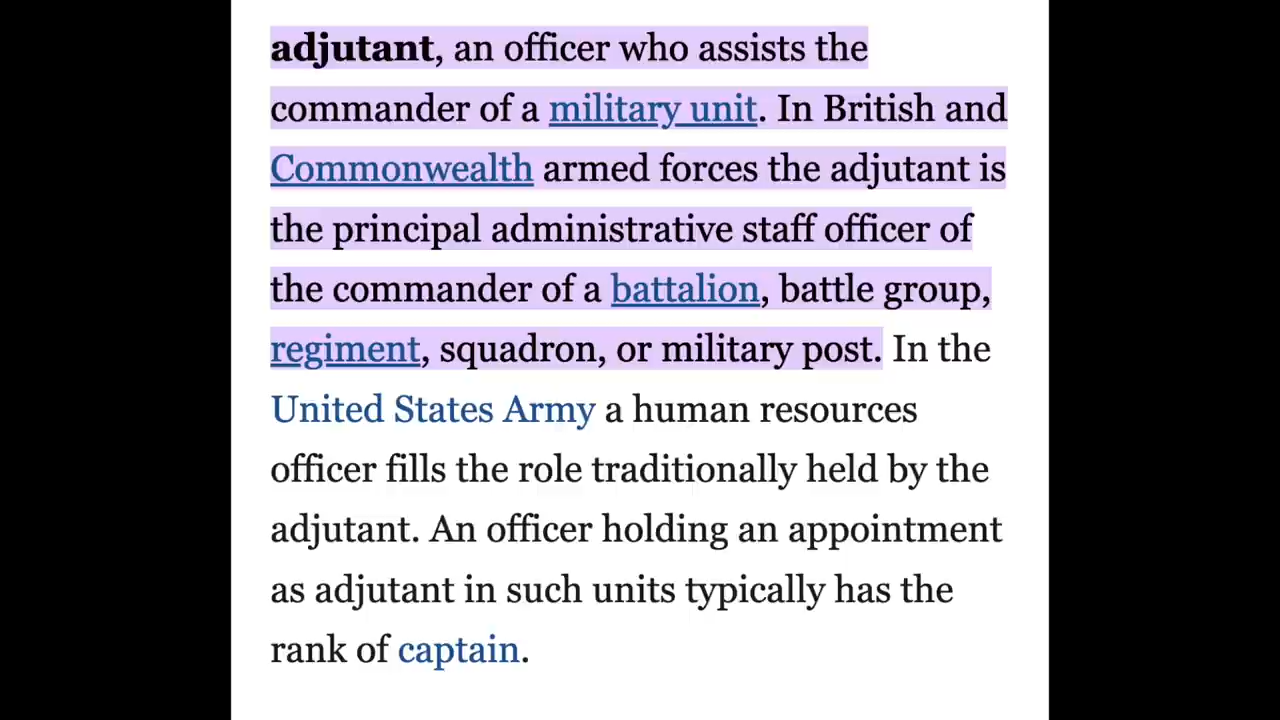 adjutant, an officer who assists the
commander of a military unit. In British and
Commonwealth armed forces the adjutant is
the principal administrative staff officer of
the commander of a battalion, battle group,
regiment, squadron, or military post. In the
United States Army a human resources
officer fills the role traditionally held by the
adjutant. An officer holding an appointment
as adjutant in such units typically has the
rank of captain.